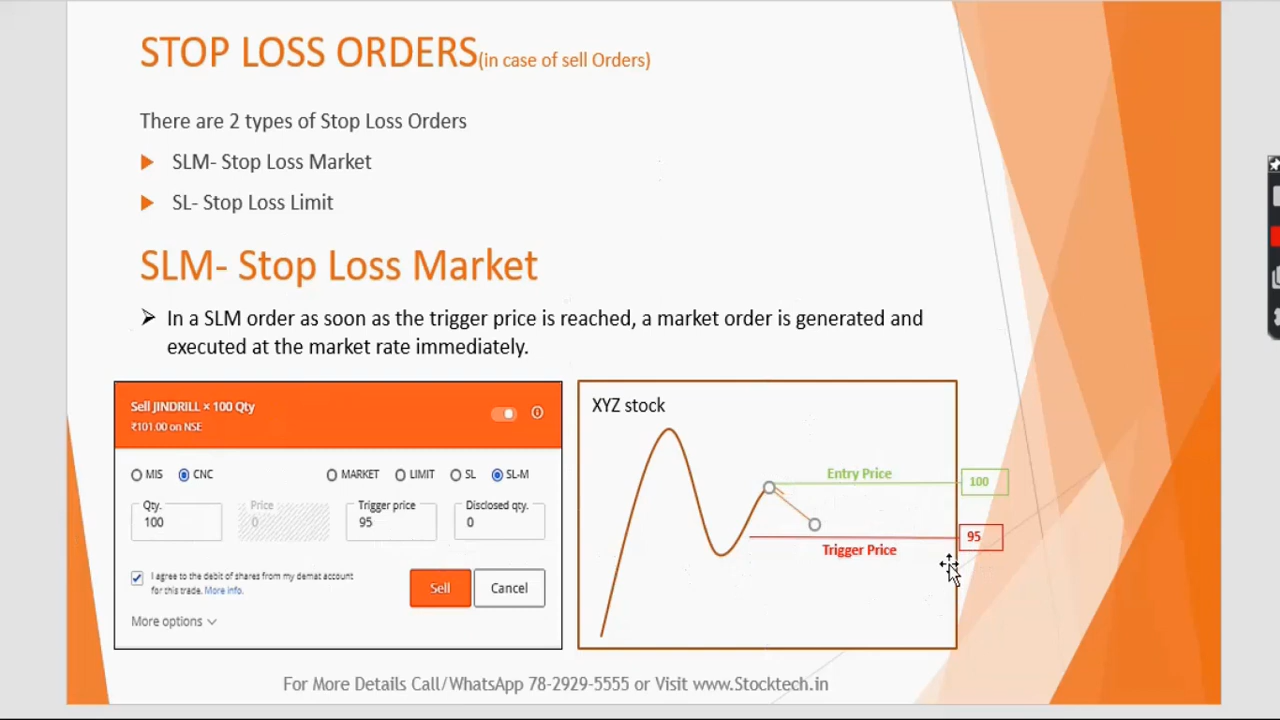 STOP LOSS ORDERS(in case of sell Orders)
There are 2 types of Stop Loss Orders
SLM- Stop Loss Market
SL- Stop Loss Limit
SLM- Stop Loss Market
In a SLM order as soon as the trigger price is reached, a market order is generated and
executed at the market rate immediately.
Sell JINDRILL × 100 Qty
₹101.00 on NSE
MIS CNC MARKET LIMIT SL SL-M
Qty. Price Trigger price Disclosed qty.
100 0 95 0
I agree to the debit of shares from my demat account
for this trade. More info.
Sell Cancel
More options
XYZ stock
Entry Price 100
Trigger Price 95
For More Details Call/WhatsApp 78-2929-5555 or Visit www.Stocktech.in